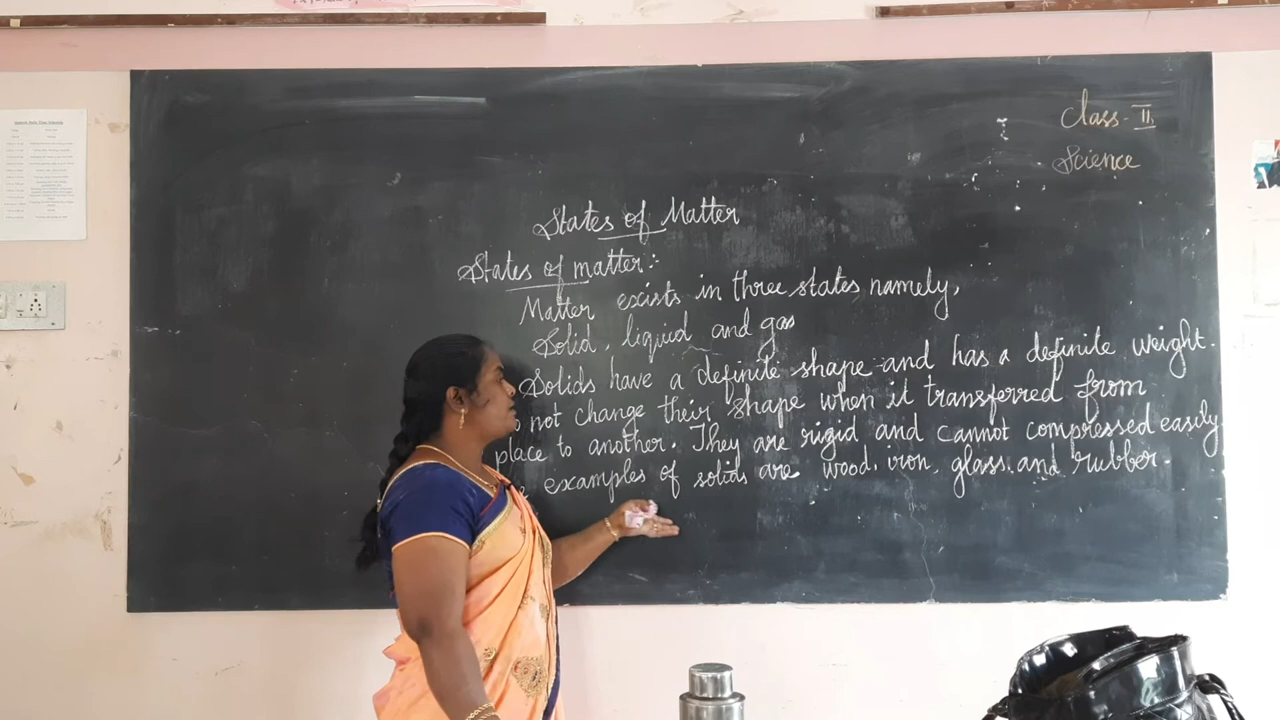 Class - II
Science
States of Matter
States of matter :-
Matter exists in three states namely,
Solid, liquid and gas
Solids have a definite shape and has a definite weight.
not change their shape when it transferred from
place to another. They are rigid and cannot compressed easily
examples of solids are wood, iron, glass and rubber.